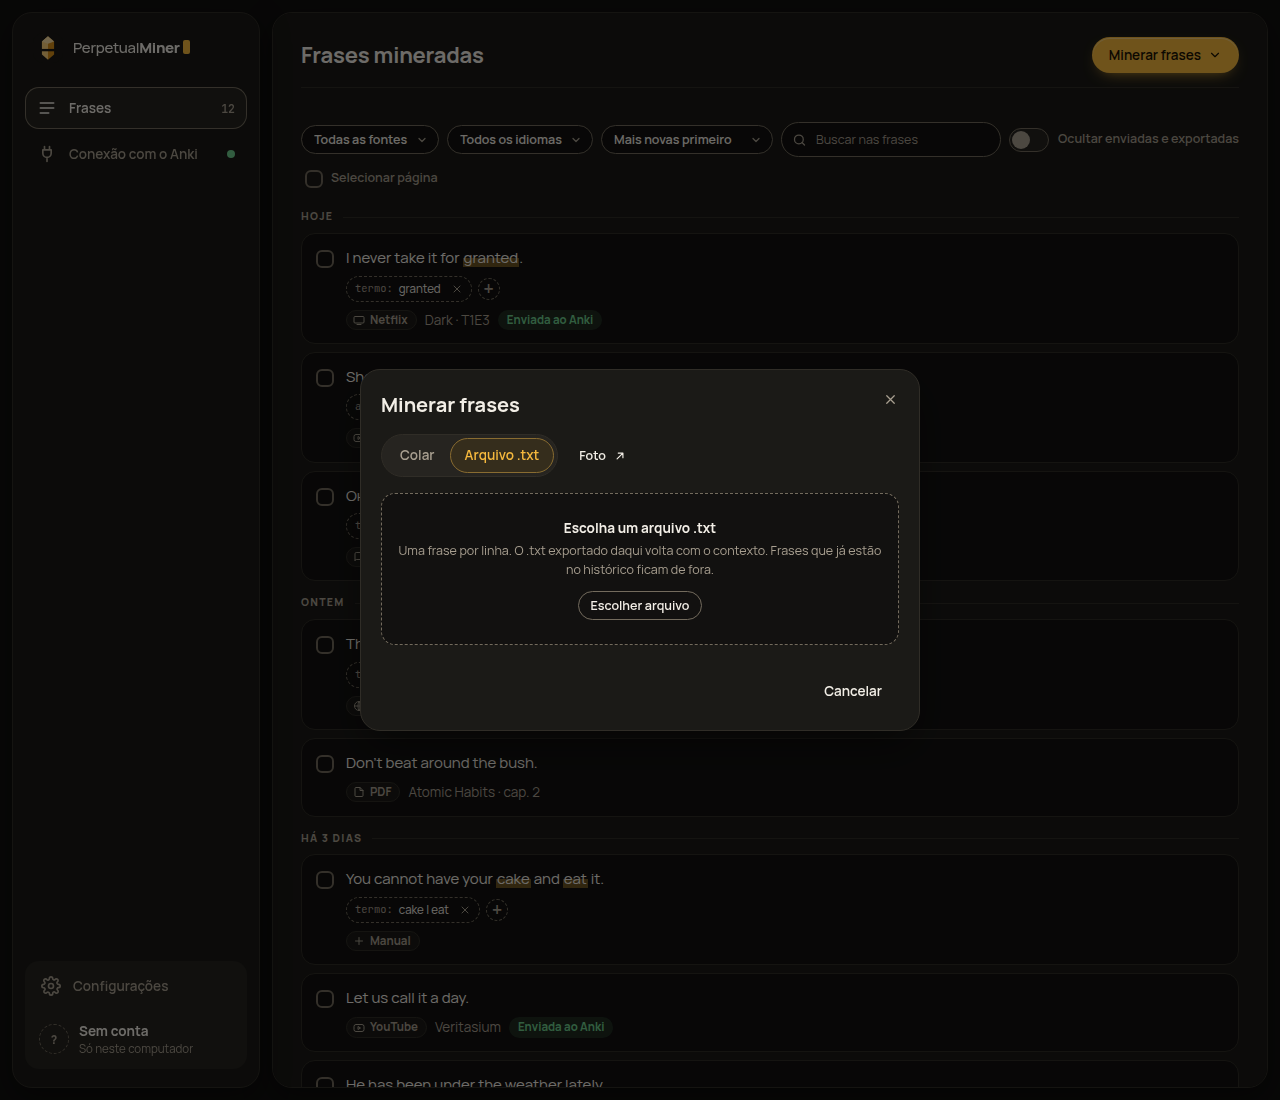 PerpetualMiner
Frases 12
Conexão com o Anki
Configurações
? Sem conta
Só neste computador
Frases mineradas
Minerar frases
Todas as fontes
Todos os idiomas
Mais novas primeiro
Buscar nas frases
Ocultar enviadas e exportadas
Selecionar página
HOJE
I never take it for granted.
termo: granted × +
Netflix Dark · T1E3 Enviada ao Anki
Minerar frases ×
Colar Arquivo .txt Foto ↗
Escolha um arquivo .txt
Uma frase por linha. O .txt exportado daqui volta com o contexto. Frases que já estão
no histórico ficam de fora.
Escolher arquivo
Cancelar
ONTEM
Don't beat around the bush.
PDF Atomic Habits · cap. 2
HÁ 3 DIAS
You cannot have your cake and eat it.
termo: cake | eat × +
+ Manual
Let us call it a day.
YouTube Veritasium Enviada ao Anki
He has been under the weather lately.